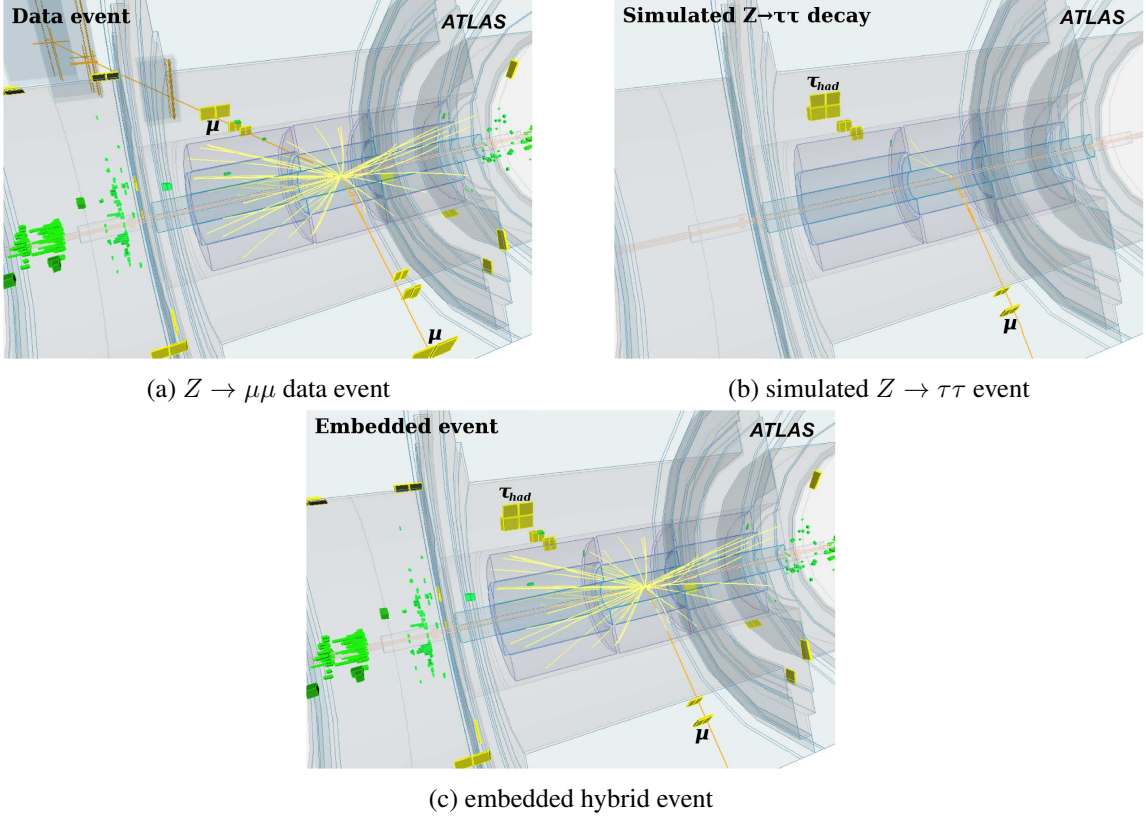 Data event
ATLAS
μ
μ
(a) Z → μμ data event
Simulated Z→ττ decay
ATLAS
τhad
μ
(b) simulated Z → ττ event
Embedded event
ATLAS
τhad
μ
(c) embedded hybrid event